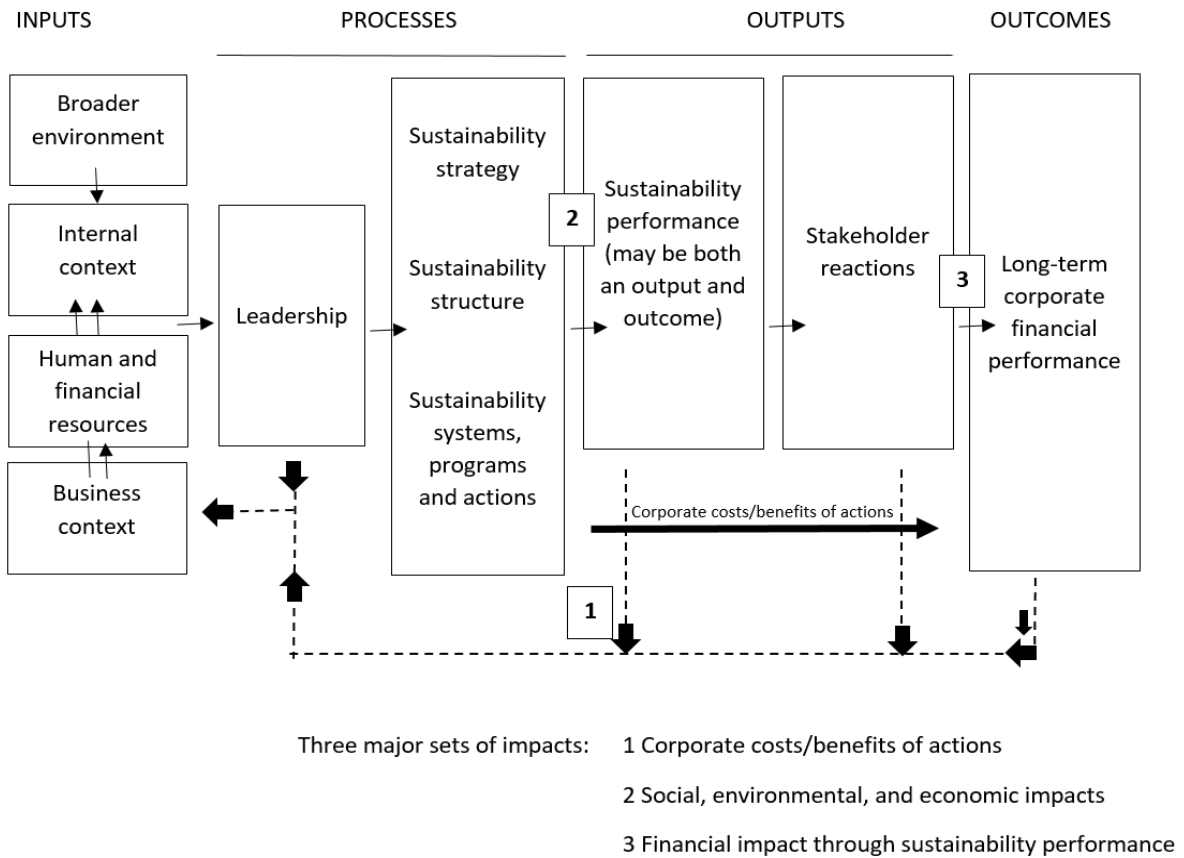 INPUTS
PROCESSES
OUTPUTS
OUTCOMES
Broader
environment
Internal
context
Human and
financial
resources
Business
context
Leadership
Sustainability
strategy
Sustainability
structure
Sustainability
systems,
programs
and actions
2
Sustainability
performance
(may be both
an output and
outcome)
Stakeholder
reactions
3
Long-term
corporate
financial
performance
Corporate costs/benefits of actions
1
Three major sets of impacts:
1 Corporate costs/benefits of actions
2 Social, environmental, and economic impacts
3 Financial impact through sustainability performance